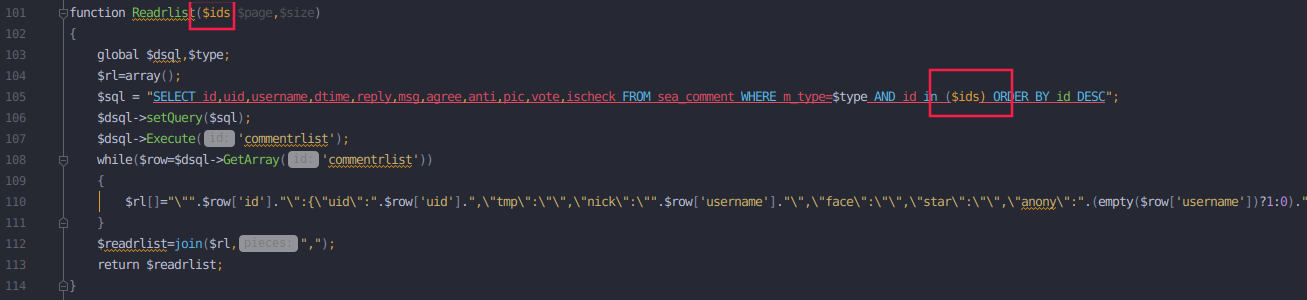 101 function Readrlist($ids,$page,$size)
102 {
103 global $dsql,$type;
104 $rl=array();
105 $sql = "SELECT id,uid,username,dtime,reply,msg,agree,anti,pic,vote,ischeck FROM sea_comment WHERE m_type=$type AND id in ($ids) ORDER BY id DESC";
106 $dsql->setQuery($sql);
107 $dsql->Execute( id: 'commentrlist');
108 while($row=$dsql->GetArray( id: 'commentrlist'))
109 {
110 $rl[]="\"".$row['id']."\":{\"uid\":".$row['uid'].",\"tmp\":\"\",\"nick\":\"".$row['username']."\",\"face\":\"\",\"star\":\"\",\"anony\":".(empty($row['username'])?1:0)."
111 }
112 $readrlist=join($rl, pieces: ",");
113 return $readrlist;
114 }